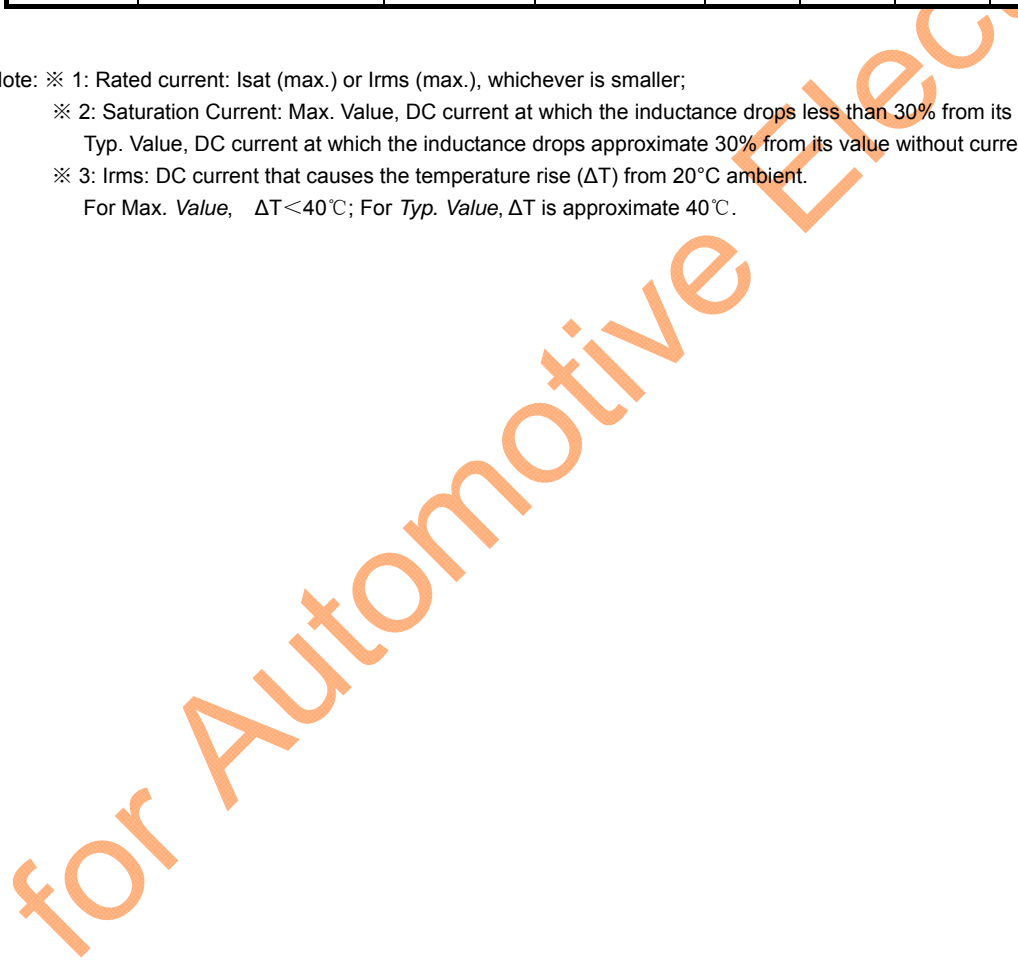 Note: ※ 1: Rated current: Isat (max.) or Irms (max.), whichever is smaller;
※ 2: Saturation Current: Max. Value, DC current at which the inductance drops less than 30% from its
Typ. Value, DC current at which the inductance drops approximate 30% from its value without curre
※ 3: Irms: DC current that causes the temperature rise (ΔT) from 20°C ambient.
For Max. Value, ΔT＜40℃; For Typ. Value, ΔT is approximate 40℃.
for Automotive Elec